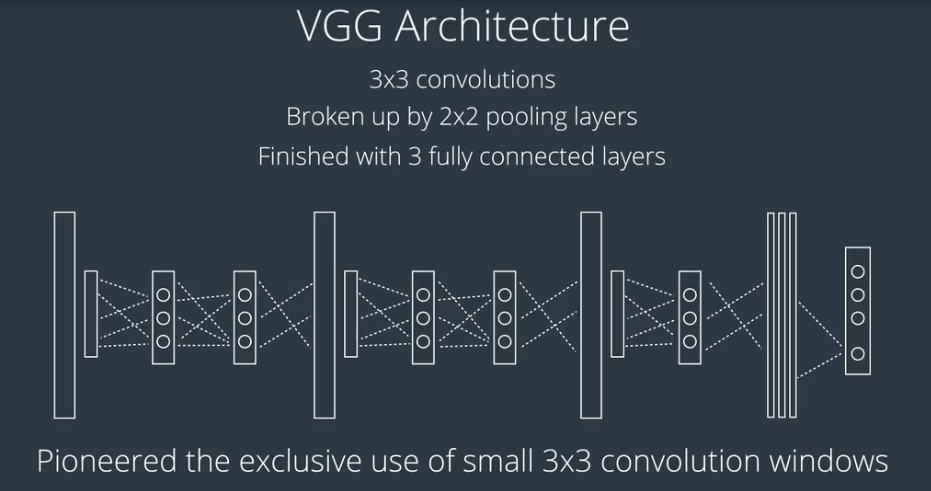 VGG Architecture
3x3 convolutions
Broken up by 2x2 pooling layers
Finished with 3 fully connected layers
Pioneered the exclusive use of small 3x3 convolution windows